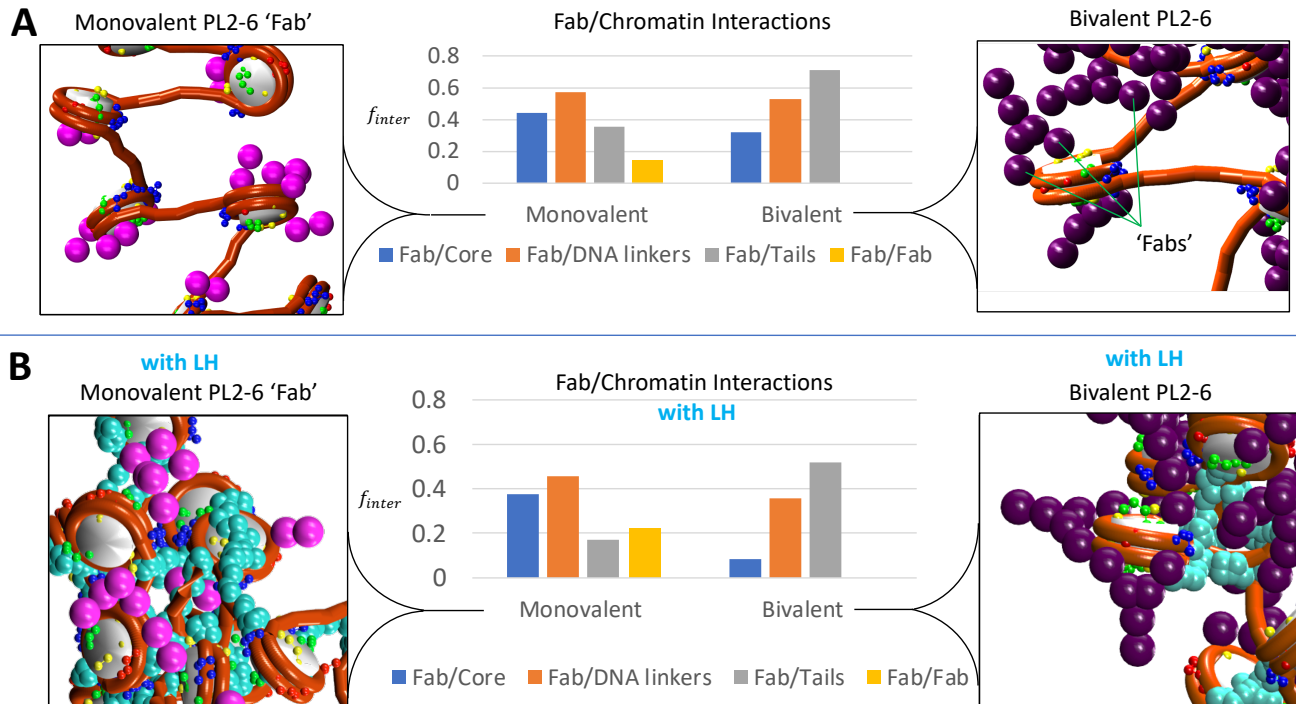 A
Monovalent PL2-6 ‘Fab’
Fab/Chromatin Interactions
Bivalent PL2-6
0.8
0.6
f_inter
0.4
0.2
0
Monovalent
Bivalent
‘Fabs’
Fab/Core
Fab/DNA linkers
Fab/Tails
Fab/Fab
B
with LH
Monovalent PL2-6 ‘Fab’
Fab/Chromatin Interactions
with LH
with LH
Bivalent PL2-6
0.8
0.6
f_inter
0.4
0.2
0
Monovalent
Bivalent
Fab/Core
Fab/DNA linkers
Fab/Tails
Fab/Fab